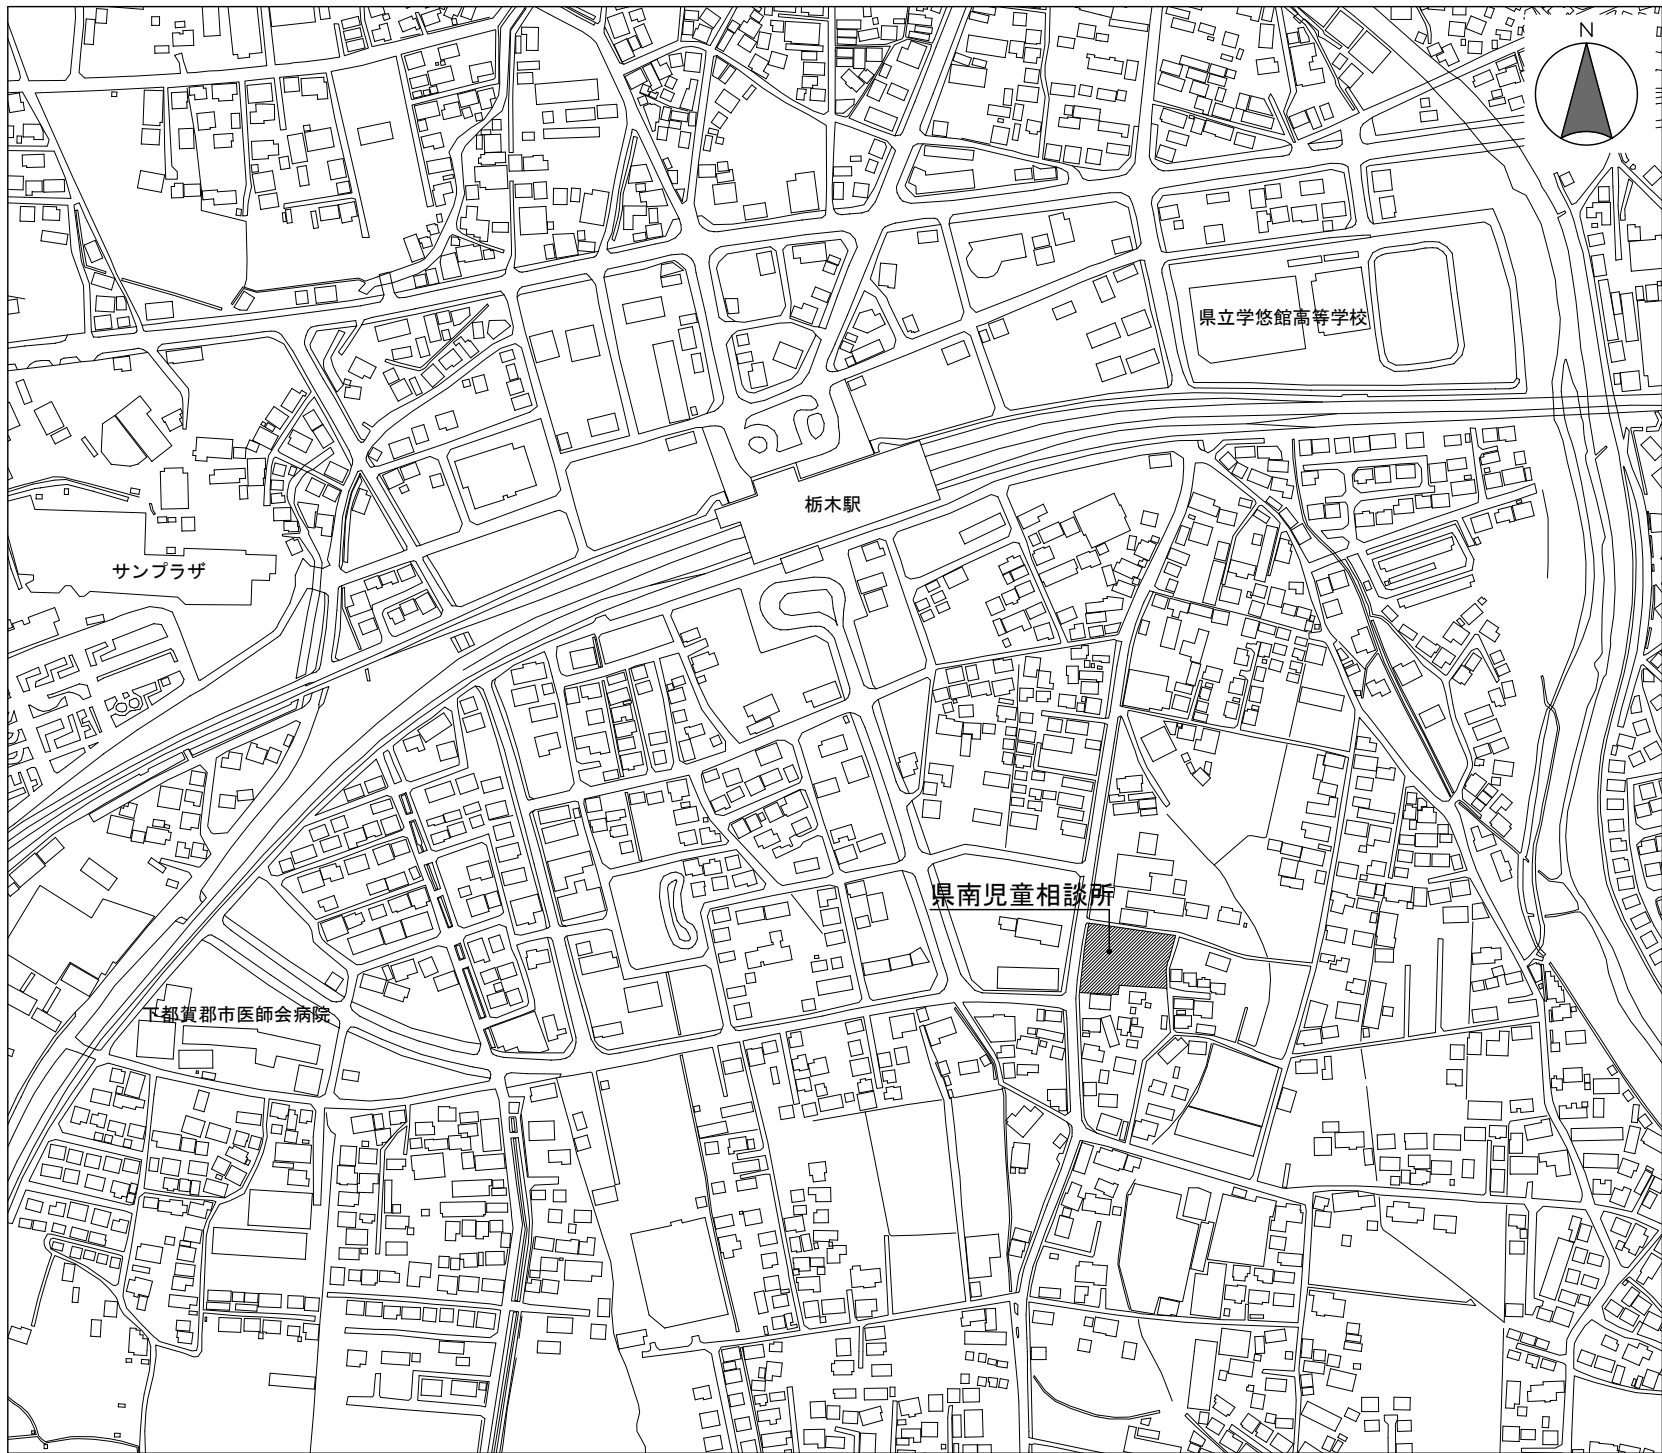 N
県立学悠館高等学校
栃木駅
サンプラザ
県南児童相談所
下都賀郡市医師会病院